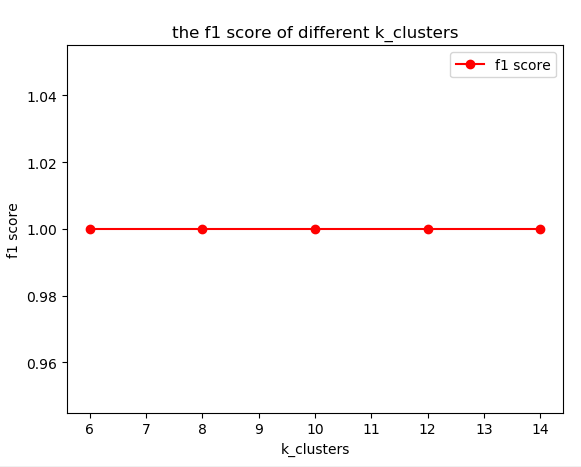 the f1 score of different k_clusters
f1 score
1.04
1.02
1.00
0.98
0.96
f1 score
6 7 8 9 10 11 12 13 14
k_clusters